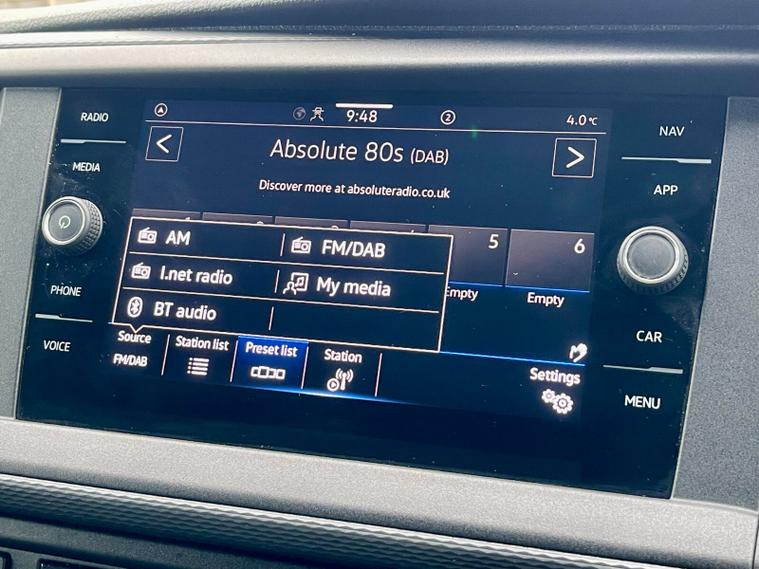 RADIO
MEDIA
PHONE
VOICE
9:48
2
4.0 °C
Absolute 80s (DAB)
Discover more at absoluteradio.co.uk
AM
FM/DAB
I.net radio
My media
BT audio
5
6
Empty
Empty
Source
FM/DAB
Station list
Preset list
Station
Settings
NAV
APP
CAR
MENU